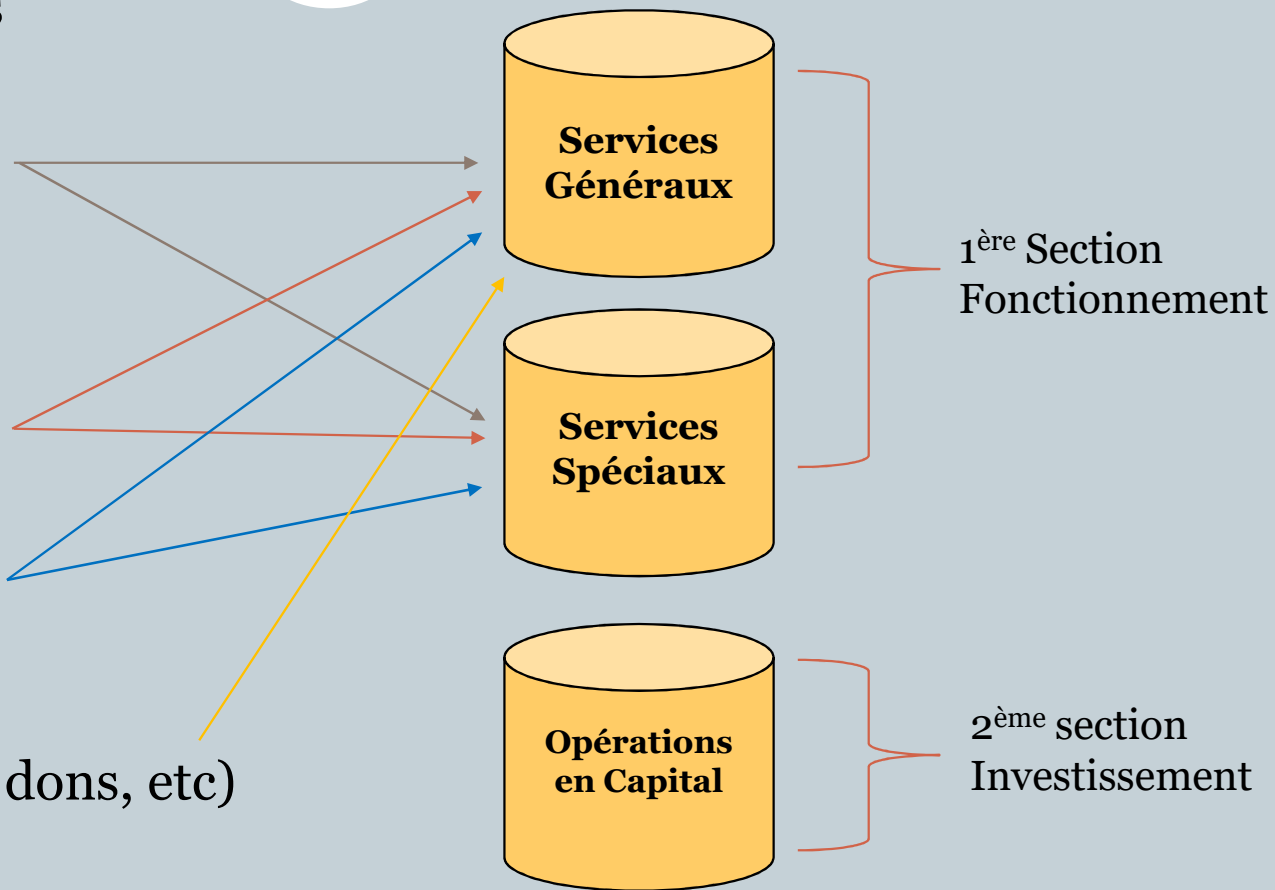 s
Services
Généraux
1ère Section
Fonctionnement
Services
Spéciaux
Opérations
en Capital
2ème section
Investissement
dons, etc)